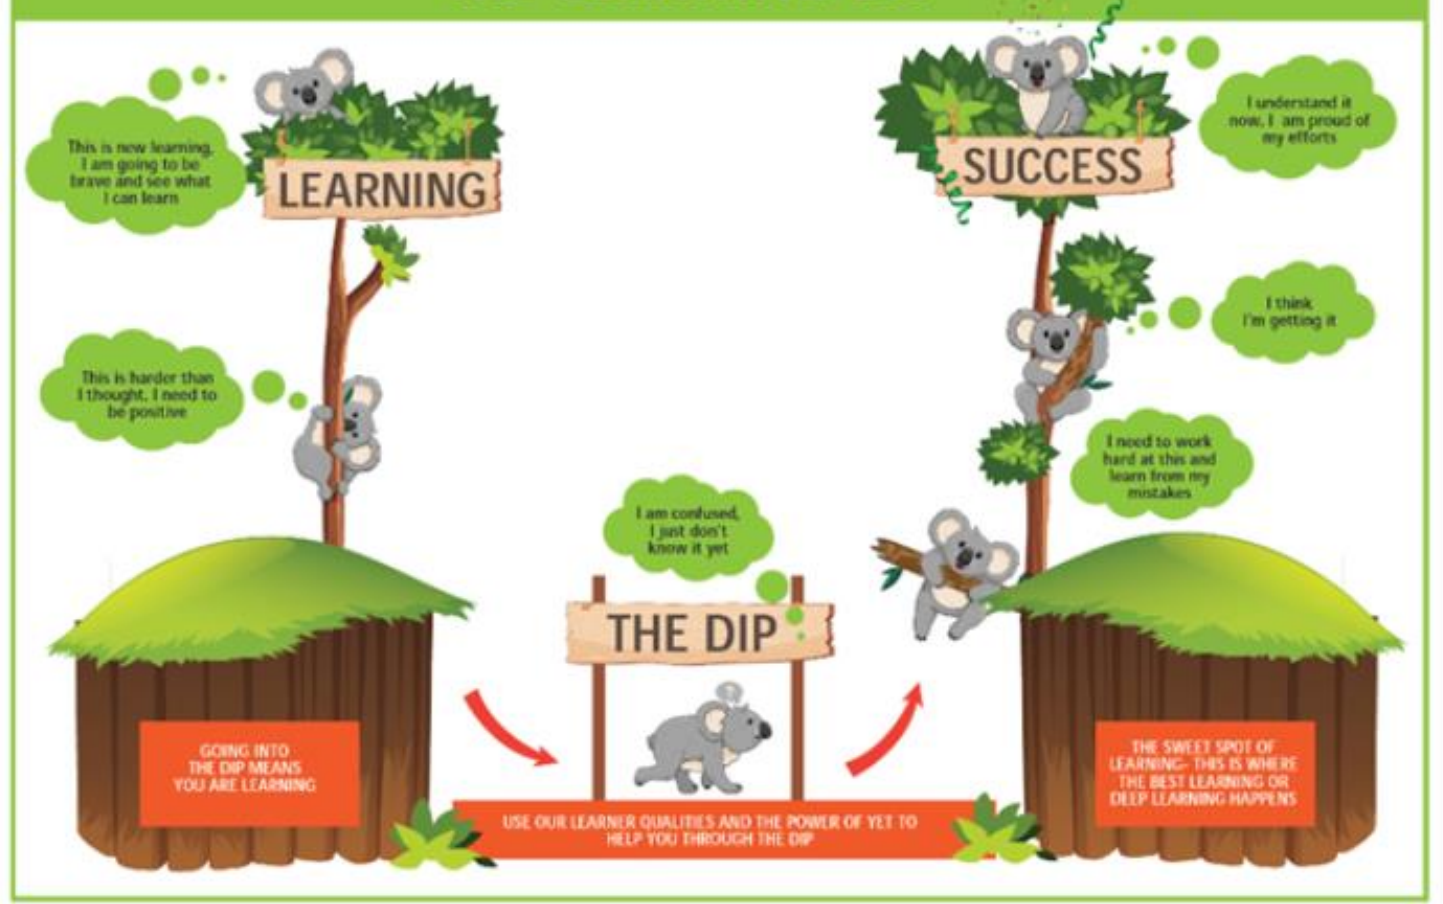 This is new learning,
I am going to be
brave and see what
I can learn
LEARNING
This is harder than
I thought, I need to
be positive
GOING INTO
THE DIP MEANS
YOU ARE LEARNING
I am confused,
I just don't
know it yet
THE DIP
USE OUR LEARNER QUALITIES AND THE POWER OF YET TO
HELP YOU THROUGH THE DIP
I need to work
hard at this and
learn from my
mistakes
I think
I'm getting it
I understand it
now, I am proud of
my efforts
SUCCESS
THE SWEET SPOT OF
LEARNING- THIS IS WHERE
THE BEST LEARNING OR
DEEP LEARNING HAPPENS